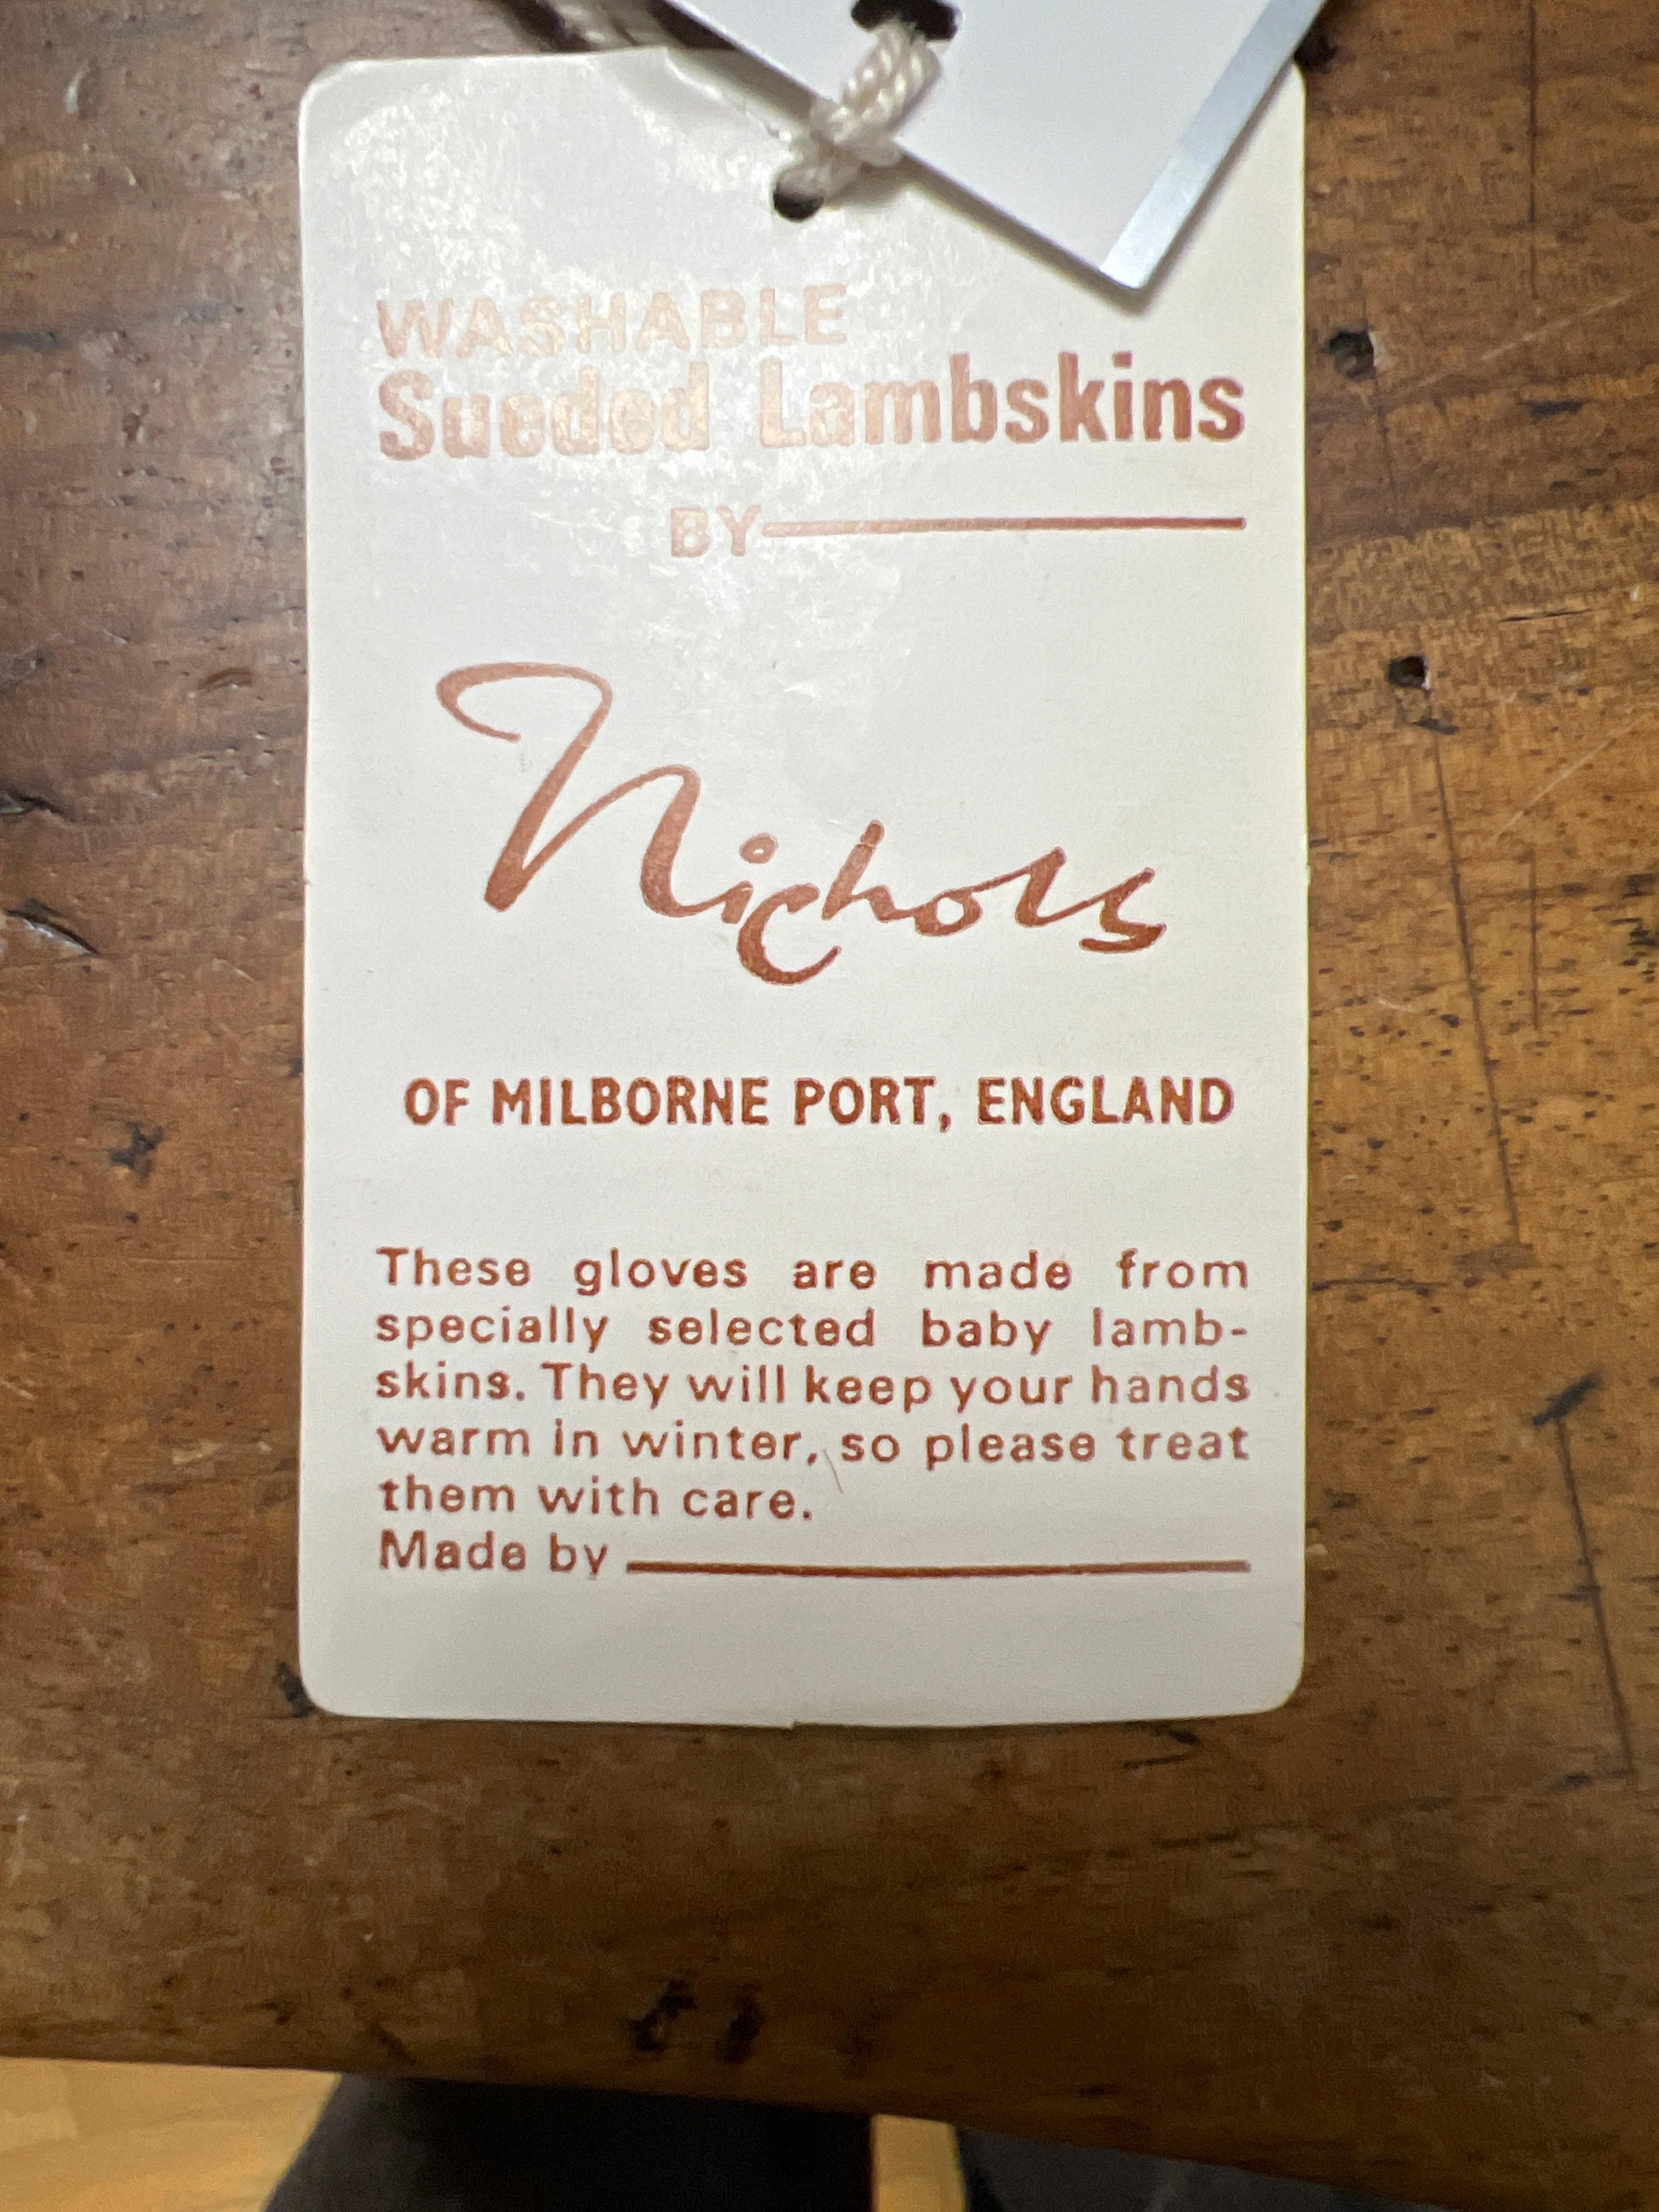 WASHABLE
Sueded Lambskins
BY
Nichols
OF MILBORNE PORT, ENGLAND
These gloves are made from
specially selected baby lamb-
skins. They will keep your hands
warm in winter, so please treat
them with care.
Made by